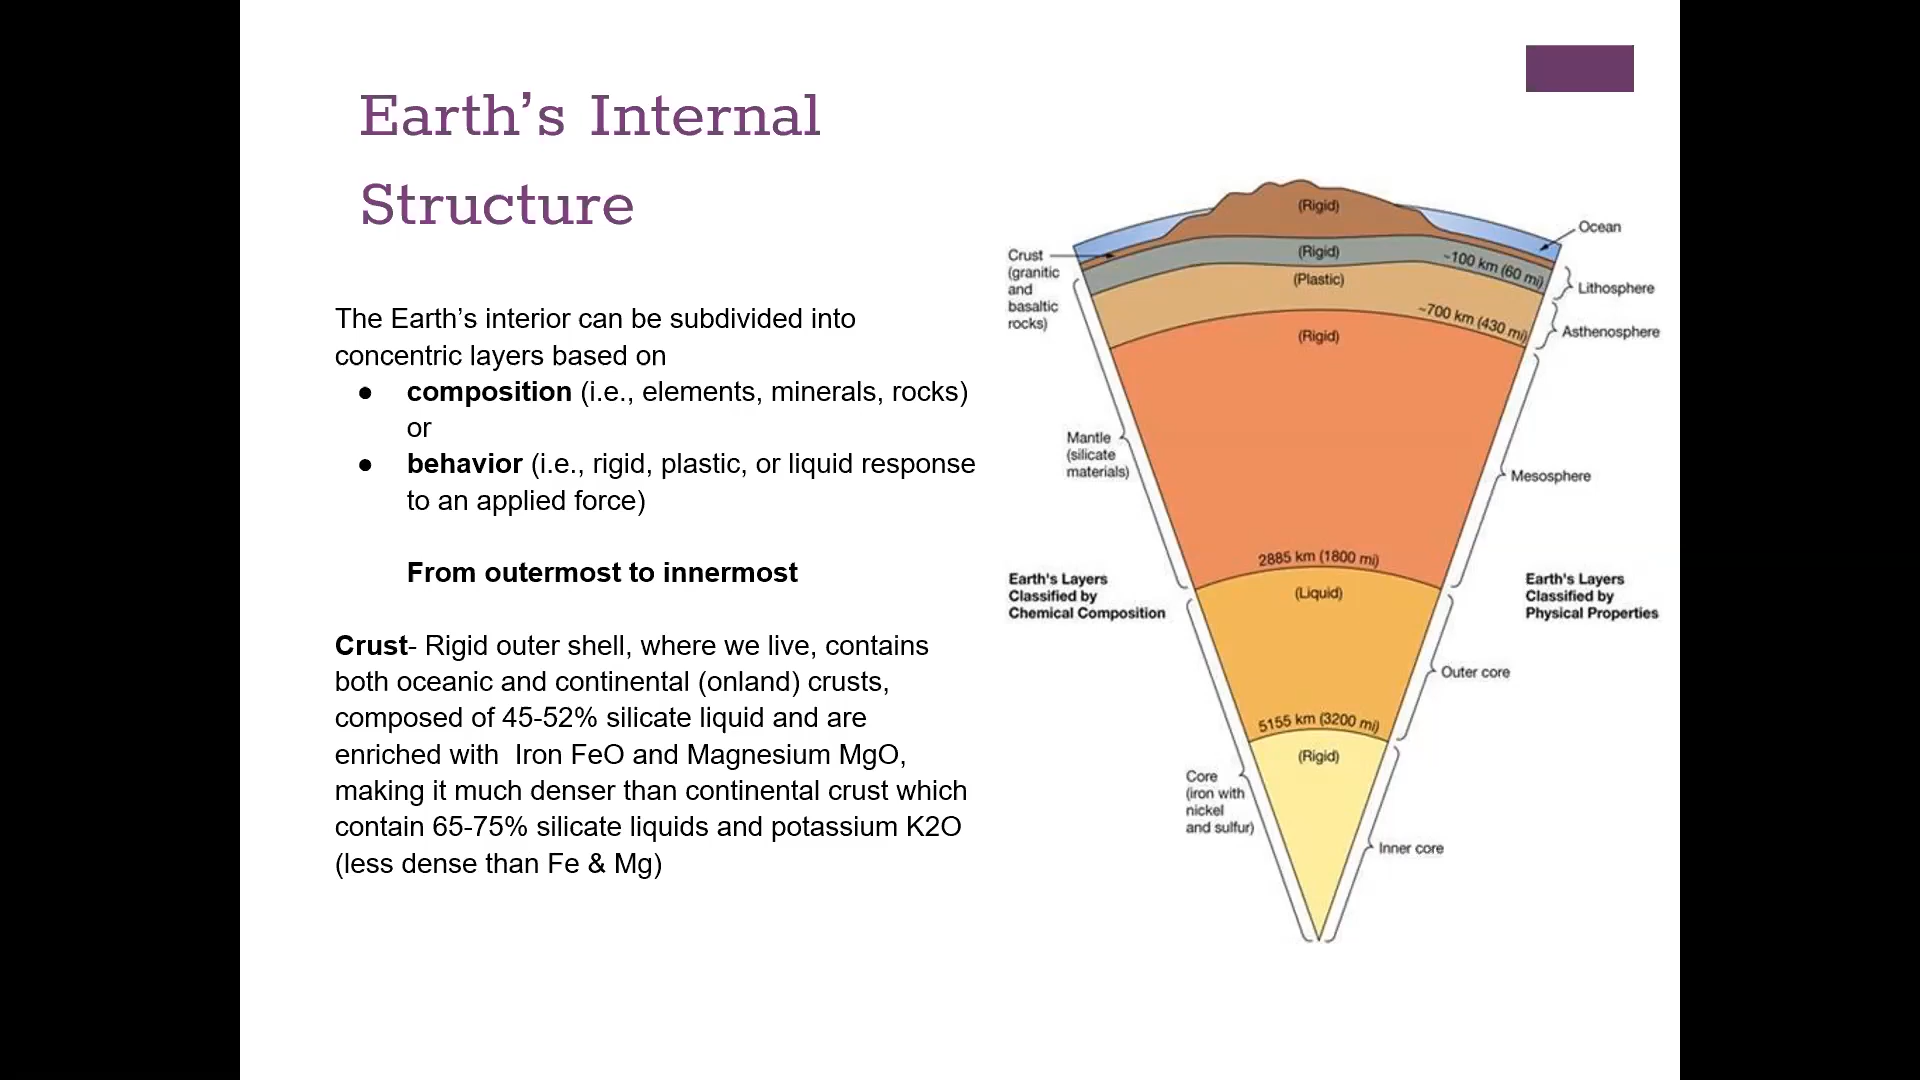 Earth’s Internal
Structure
The Earth’s interior can be subdivided into
concentric layers based on
● composition (i.e., elements, minerals, rocks)
or
● behavior (i.e., rigid, plastic, or liquid response
to an applied force)
From outermost to innermost
Crust- Rigid outer shell, where we live, contains
both oceanic and continental (onland) crusts,
composed of 45-52% silicate liquid and are
enriched with  Iron FeO and Magnesium MgO,
making it much denser than continental crust which
contain 65-75% silicate liquids and potassium K2O
(less dense than Fe & Mg)
(Rigid)
Ocean
Crust
(granitic
and
basaltic
rocks)
(Rigid)
~100 km (60 mi)
Lithosphere
(Plastic)
~700 km (430 mi)
Asthenosphere
(Rigid)
Mantle
(silicate
materials)
Mesosphere
2885 km (1800 mi)
Earth's Layers
Classified by
Chemical Composition
(Liquid)
Earth's Layers
Classified by
Physical Properties
Outer core
5155 km (3200 mi)
(Rigid)
Core
(iron with
nickel
and sulfur)
Inner core